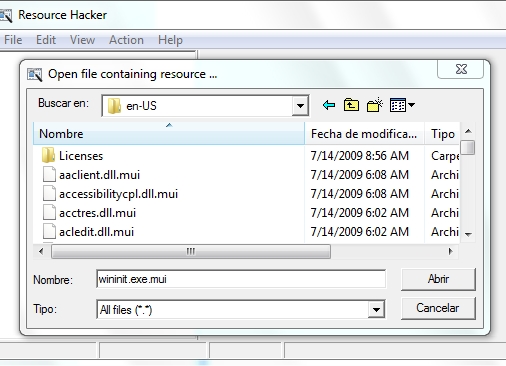 Resource Hacker
File Edit View Action Help
Open file containing resource ...
Buscar en: en-US
Nombre Fecha de modifica... Tipo
Licenses 7/14/2009 8:56 AM Carpe
aaclient.dll.mui 7/14/2009 6:08 AM Archi
accessibilitycpl.dll.mui 7/14/2009 6:08 AM Archi
acctres.dll.mui 7/14/2009 6:02 AM Archi
acledit.dll.mui 7/14/2009 6:02 AM Archi
Nombre: wininit.exe.mui Abrir
Tipo: All files (*.*) Cancelar